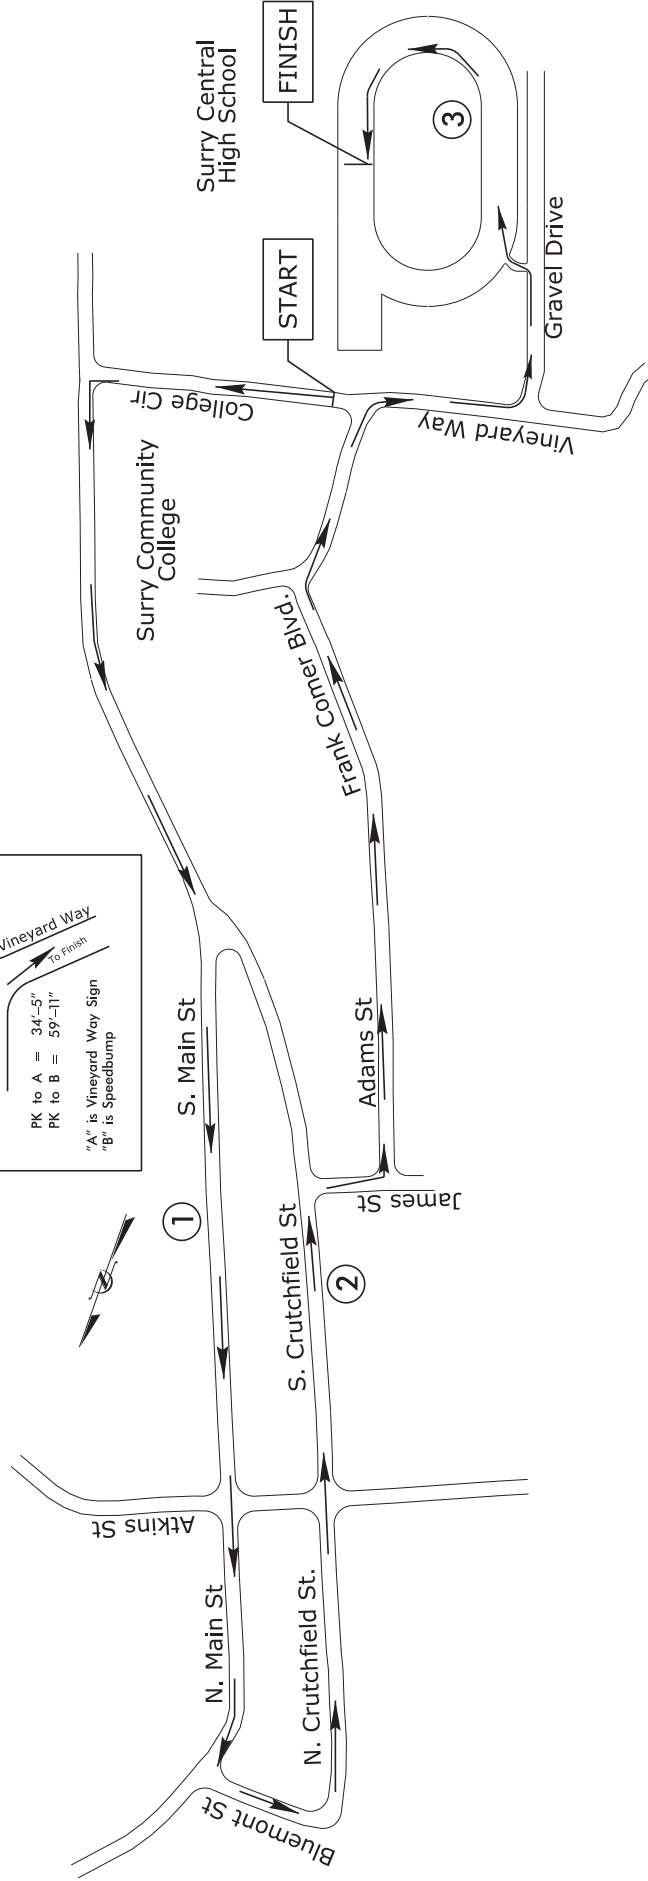 Surry Central
High School
FINISH
3
START
Gravel Drive
College Cir
Vineyard Way
Surry Community
College
Frank Comer Blvd.
Vineyard Way
To Finish
PK to A = 34'-5"
PK to B = 59'-11"
"A" is Vineyard Way Sign
"B" is Speedbump
S. Main St
Adams St
James St
1
N
S. Crutchfield St
2
Atkins St
N. Main St
N. Crutchfield St.
Bluemont St